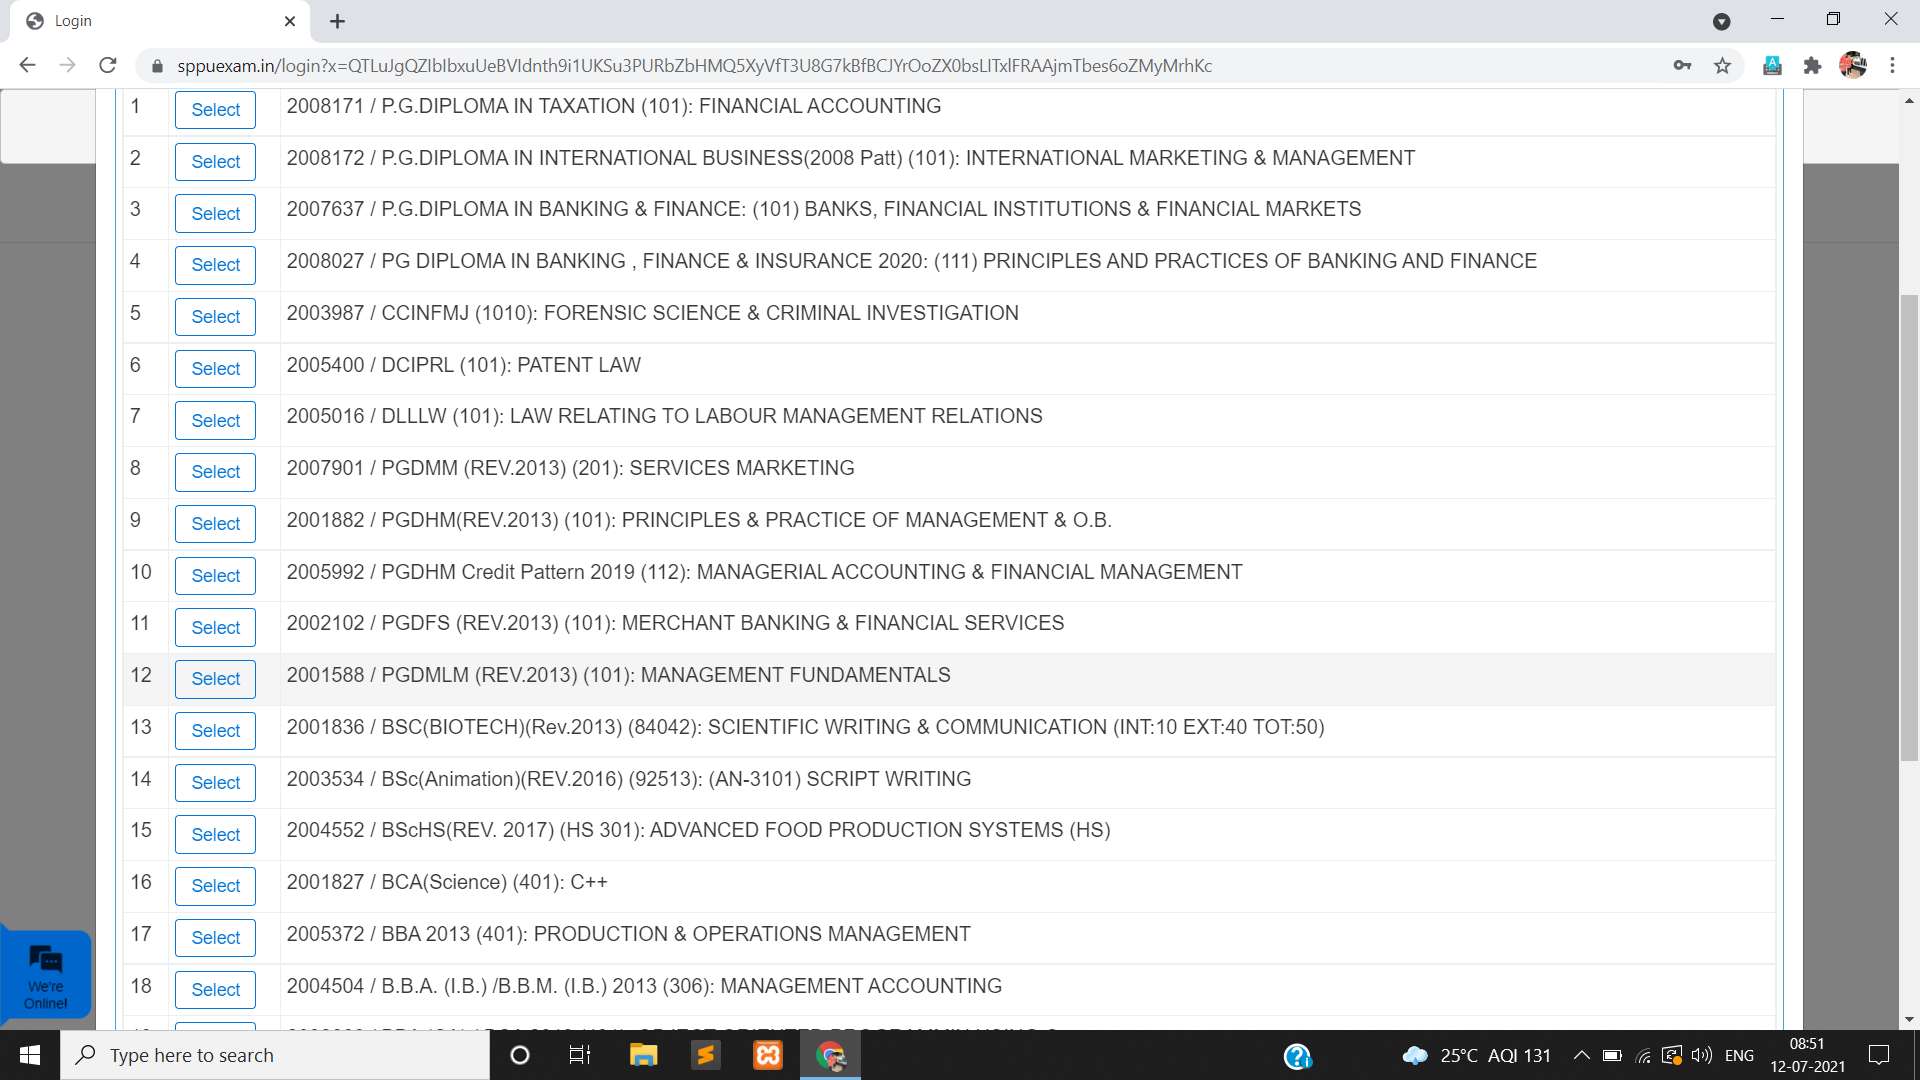 Login
sppuexam.in/login?x=QTLuJgQZIbIbxuUeBVIdnth9i1UKSu3PURbZbHMQ5XyVfT3U8G7kBfBCJYrOoZX0bsLITxlFRAAjmTbes6oZMyMrhKc
1 Select 2008171 / P.G.DIPLOMA IN TAXATION (101): FINANCIAL ACCOUNTING
2 Select 2008172 / P.G.DIPLOMA IN INTERNATIONAL BUSINESS(2008 Patt) (101): INTERNATIONAL MARKETING & MANAGEMENT
3 Select 2007637 / P.G.DIPLOMA IN BANKING & FINANCE: (101) BANKS, FINANCIAL INSTITUTIONS & FINANCIAL MARKETS
4 Select 2008027 / PG DIPLOMA IN BANKING , FINANCE & INSURANCE 2020: (111) PRINCIPLES AND PRACTICES OF BANKING AND FINANCE
5 Select 2003987 / CCINFMJ (1010): FORENSIC SCIENCE & CRIMINAL INVESTIGATION
6 Select 2005400 / DCIPRL (101): PATENT LAW
7 Select 2005016 / DLLLW (101): LAW RELATING TO LABOUR MANAGEMENT RELATIONS
8 Select 2007901 / PGDMM (REV.2013) (201): SERVICES MARKETING
9 Select 2001882 / PGDHM(REV.2013) (101): PRINCIPLES & PRACTICE OF MANAGEMENT & O.B.
10 Select 2005992 / PGDHM Credit Pattern 2019 (112): MANAGERIAL ACCOUNTING & FINANCIAL MANAGEMENT
11 Select 2002102 / PGDFS (REV.2013) (101): MERCHANT BANKING & FINANCIAL SERVICES
12 Select 2001588 / PGDMLM (REV.2013) (101): MANAGEMENT FUNDAMENTALS
13 Select 2001836 / BSC(BIOTECH)(Rev.2013) (84042): SCIENTIFIC WRITING & COMMUNICATION (INT:10 EXT:40 TOT:50)
14 Select 2003534 / BSc(Animation)(REV.2016) (92513): (AN-3101) SCRIPT WRITING
15 Select 2004552 / BScHS(REV. 2017) (HS 301): ADVANCED FOOD PRODUCTION SYSTEMS (HS)
16 Select 2001827 / BCA(Science) (401): C++
17 Select 2005372 / BBA 2013 (401): PRODUCTION & OPERATIONS MANAGEMENT
18 Select 2004504 / B.B.A. (I.B.) /B.B.M. (I.B.) 2013 (306): MANAGEMENT ACCOUNTING
We're
Online!
Type here to search
25°C AQI 131
ENG
08:51
12-07-2021